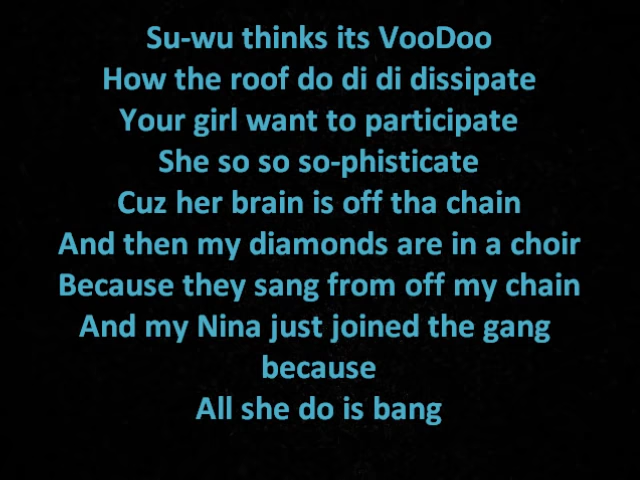 Su-wu thinks its VooDoo
How the roof do di di dissipate
Your girl want to participate
She so so so-phisticate
Cuz her brain is off tha chain
And then my diamonds are in a choir
Because they sang from off my chain
And my Nina just joined the gang
because
All she do is bang